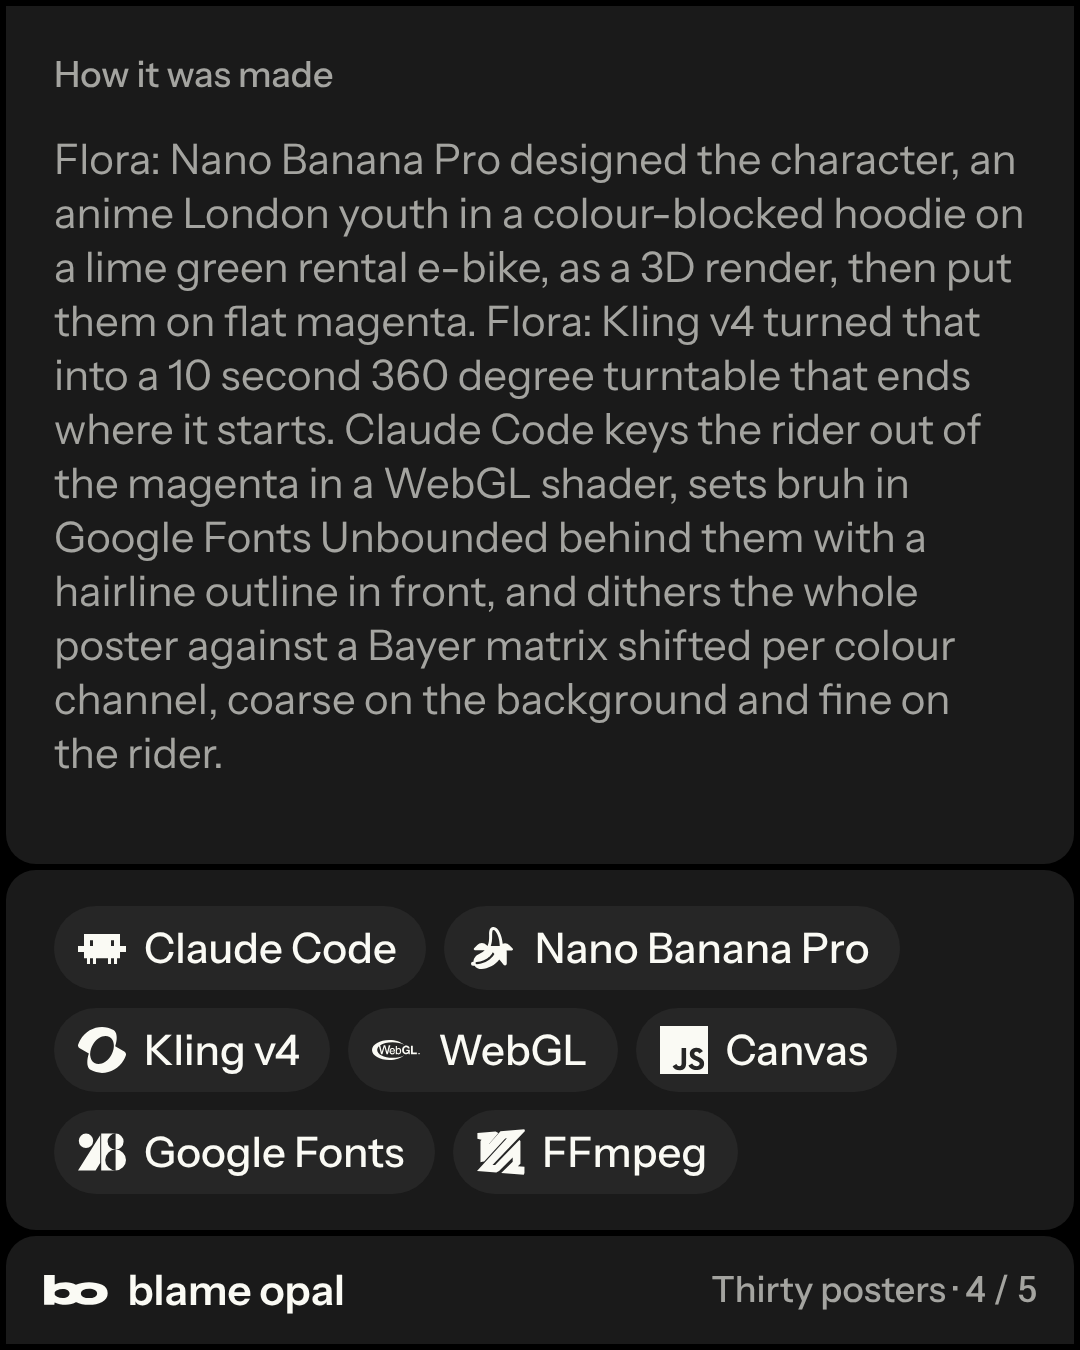 How it was made
Flora: Nano Banana Pro designed the character, an
anime London youth in a colour-blocked hoodie on
a lime green rental e-bike, as a 3D render, then put
them on flat magenta. Flora: Kling v4 turned that
into a 10 second 360 degree turntable that ends
where it starts. Claude Code keys the rider out of
the magenta in a WebGL shader, sets bruh in
Google Fonts Unbounded behind them with a
hairline outline in front, and dithers the whole
poster against a Bayer matrix shifted per colour
channel, coarse on the background and fine on
the rider.
Claude Code
Nano Banana Pro
Kling v4
WebGL. WebGL
JS Canvas
Google Fonts
FFmpeg
bo blame opal
Thirty posters · 4 / 5